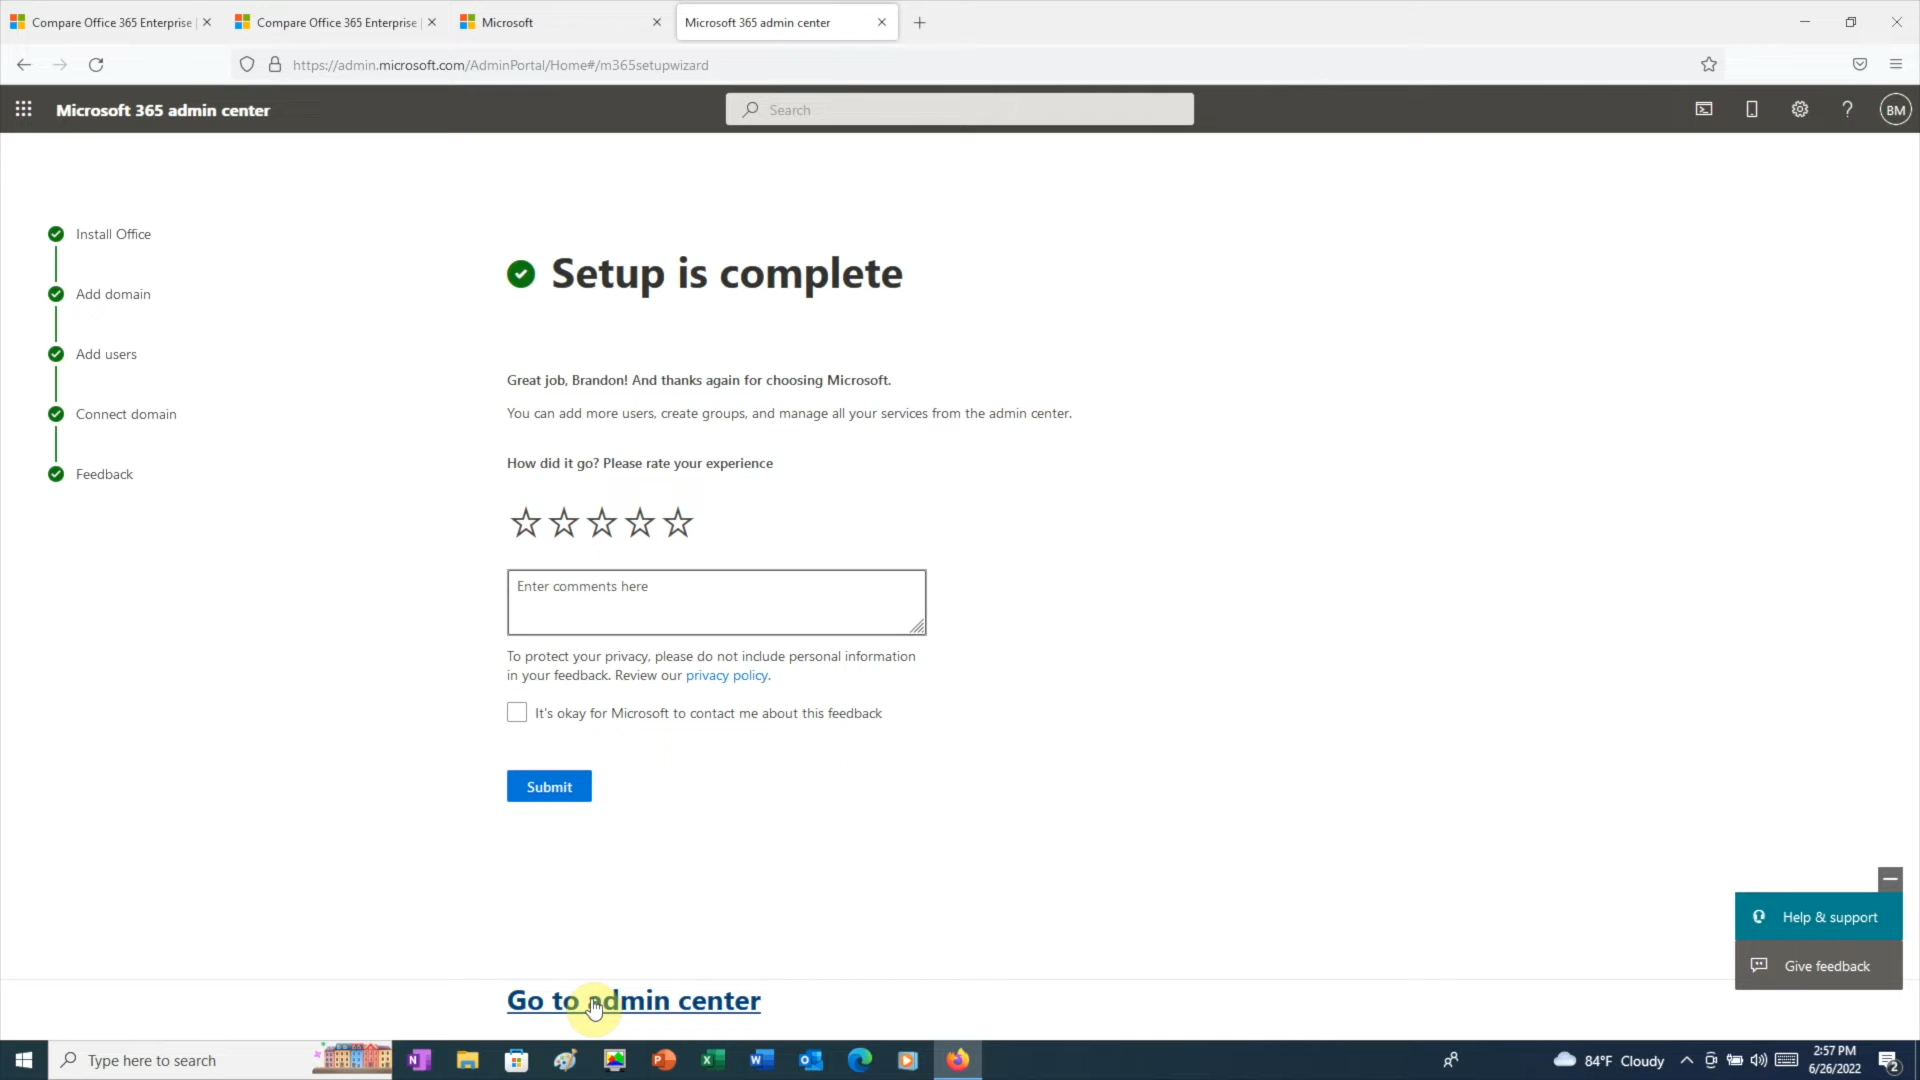 Compare Office 365 Enterprise
Compare Office 365 Enterprise
Microsoft
Microsoft 365 admin center
https://admin.microsoft.com/AdminPortal/Home#/m365setupwizard
Microsoft 365 admin center
Search
BM
Install Office
Add domain
Add users
Connect domain
Feedback
Setup is complete
Great job, Brandon! And thanks again for choosing Microsoft.
You can add more users, create groups, and manage all your services from the admin center.
How did it go? Please rate your experience
Enter comments here
To protect your privacy, please do not include personal information
in your feedback. Review our privacy policy.
It's okay for Microsoft to contact me about this feedback
Submit
Help & support
Give feedback
Go to admin center
Type here to search
84°F Cloudy
2:57 PM
6/26/2022
2